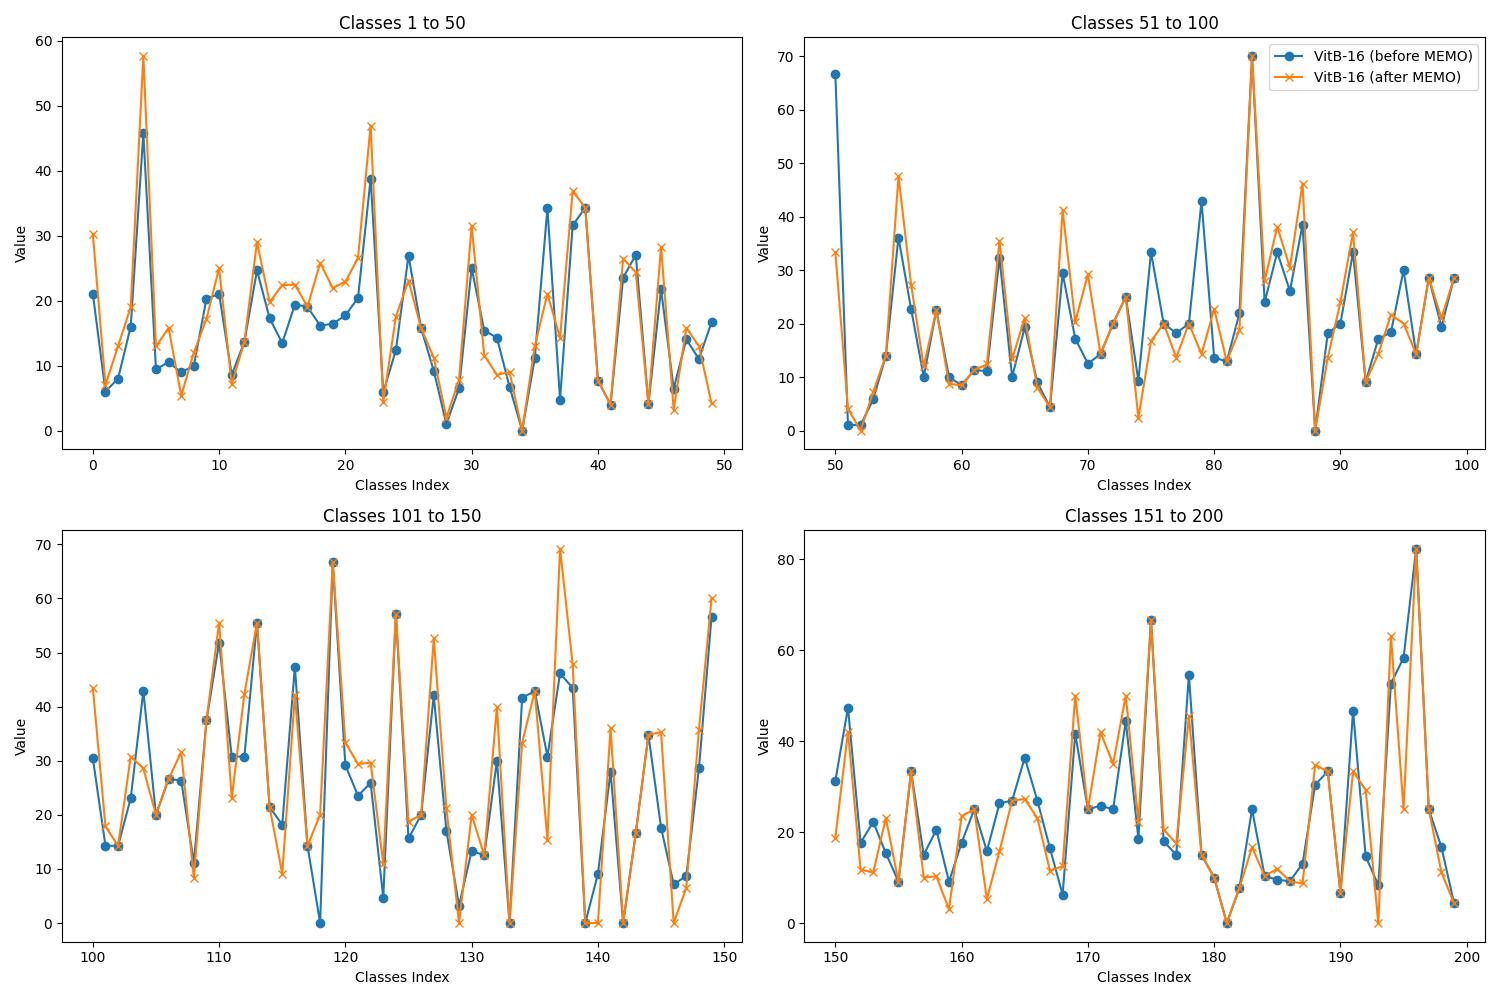 Classes 1 to 50
60
50
40
30
20
10
0
Value
0 10 20 30 40 50
Classes Index
Classes 51 to 100
VitB-16 (before MEMO)
VitB-16 (after MEMO)
70
60
50
40
30
20
10
0
Value
50 60 70 80 90 100
Classes Index
Classes 101 to 150
70
60
50
40
30
20
10
0
Value
100 110 120 130 140 150
Classes Index
Classes 151 to 200
80
60
40
20
0
Value
150 160 170 180 190 200
Classes Index